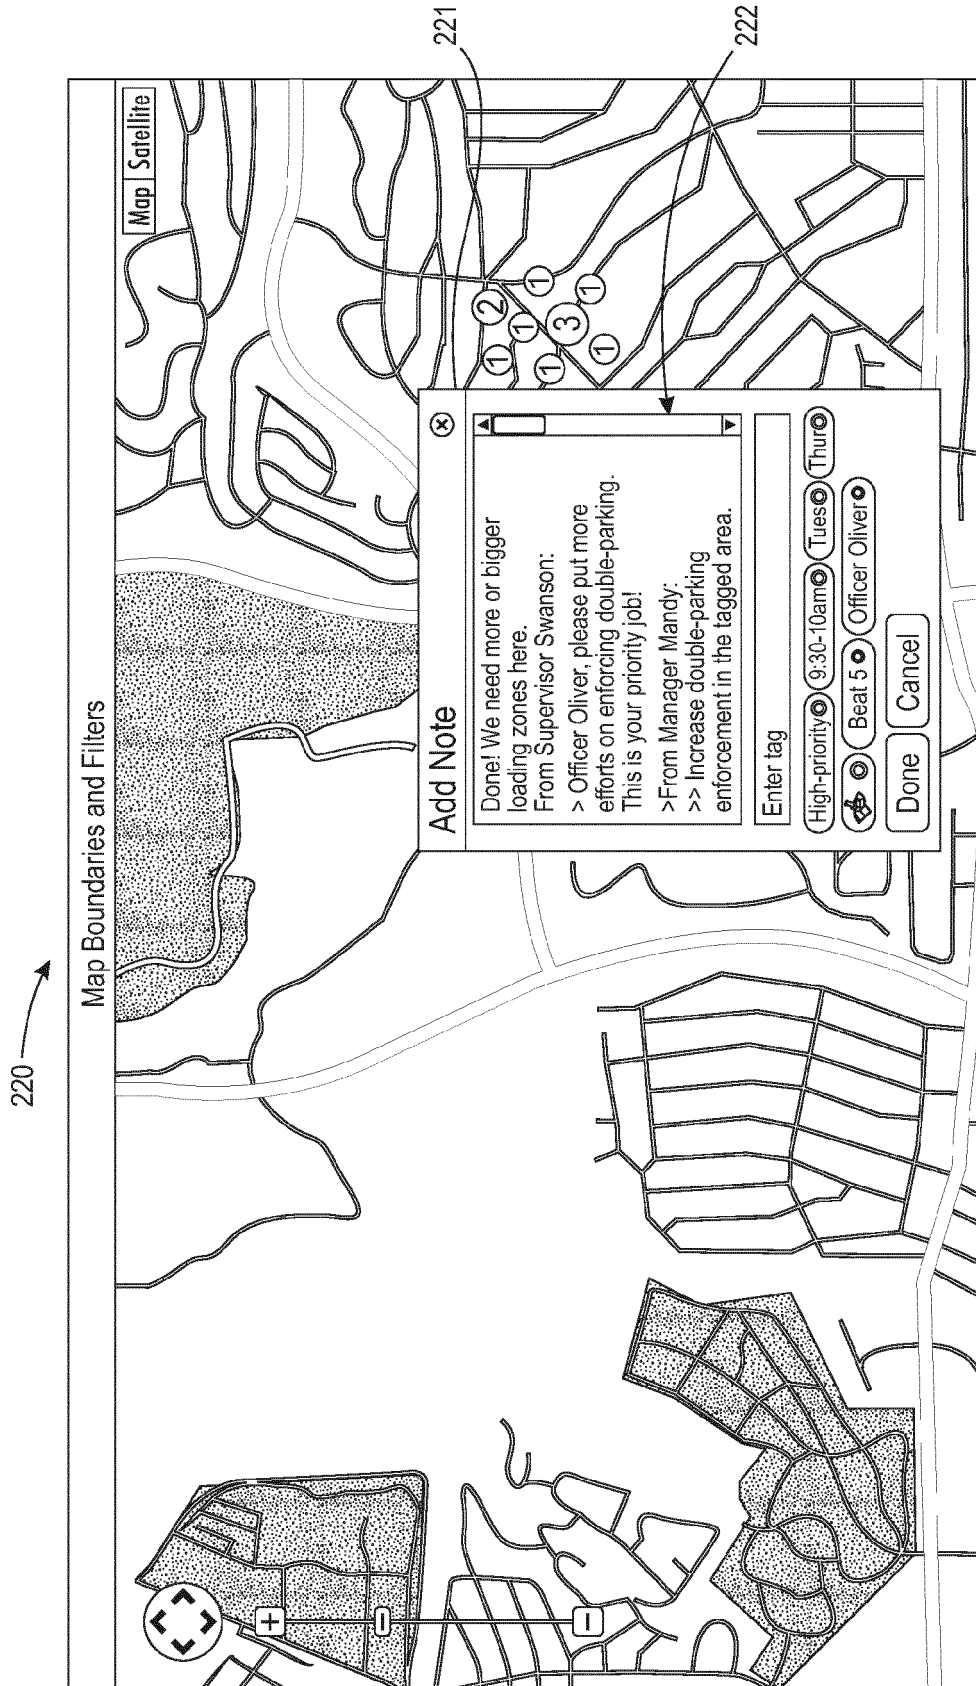 220
Map Boundaries and Filters
Map Satellite
221
222
2
1
1
1
3
1
1
1
Add Note
Done! We need more or bigger
loading zones here.
From Supervisor Swanson:
> Officer Oliver, please put more
efforts on enforcing double-parking.
This is your priority job!
>From Manager Mandy:
>> Increase double-parking
enforcement in the tagged area.
Enter tag
High-priority 9:30-10am Tues Thur
Beat 5 Officer Oliver
Done Cancel
+
−
−